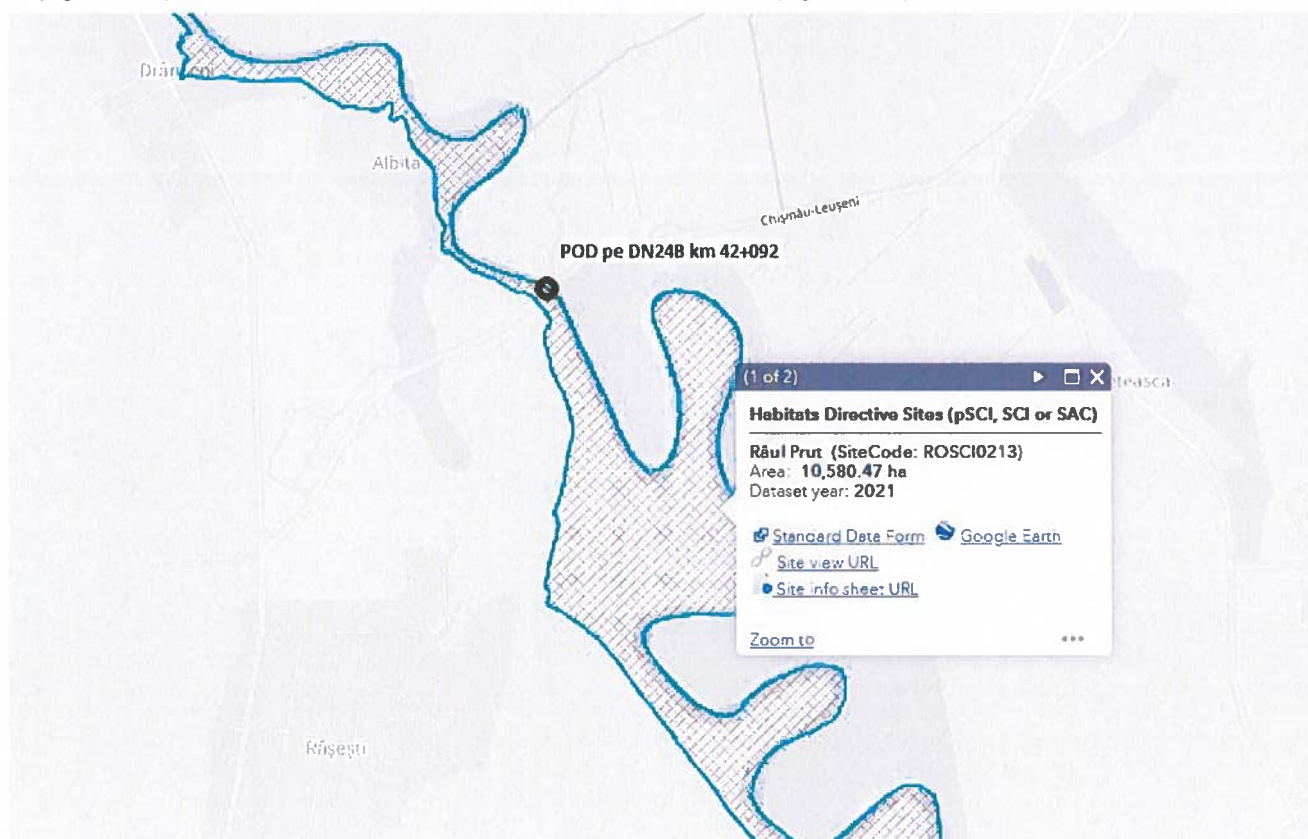 Albița
Chișinău-Leușeni
POD pe DN24B km 42+092
(1 of 2)
eteasca
Habitats Directive Sites (pSCI, SCI or SAC)
Râul Prut (SiteCode: ROSCI0213)
Area: 10,580.47 ha
Dataset year: 2021
Standard Data Form Google Earth
Site view URL
Site info sheet URL
Zoom to
Râșești